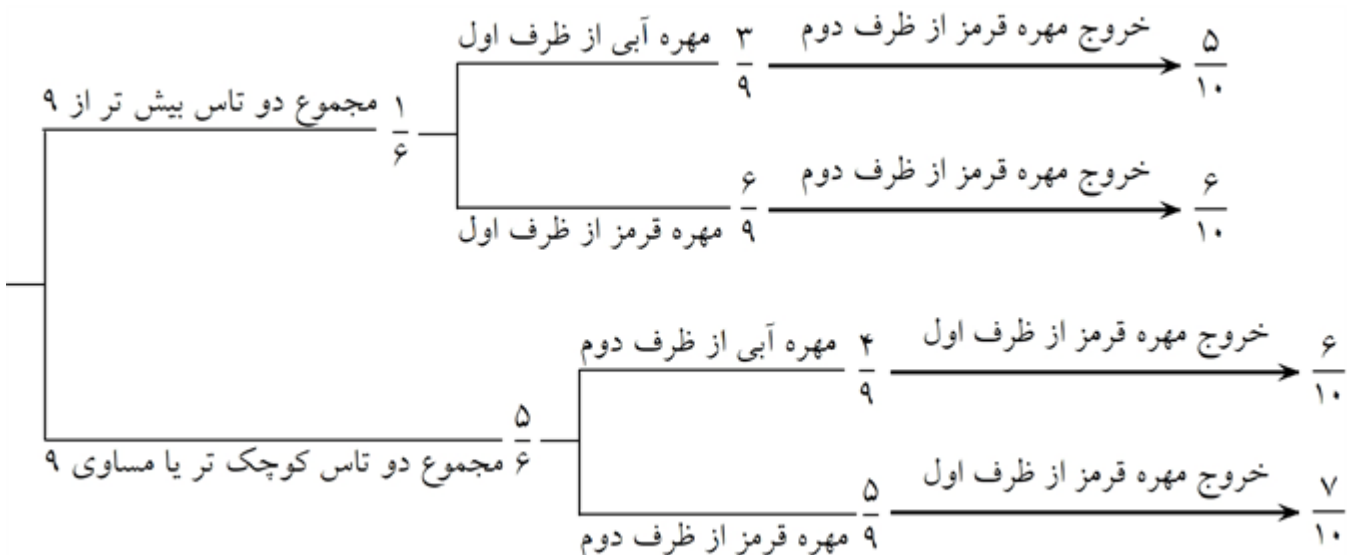 مهره آبی از ظرف اول ۳/۹ خروج مهره قرمز از ظرف دوم ۵/۱۰
مجموع دو تاس بیش تر از ۹ ۱/۶
مهره قرمز از ظرف اول ۶/۹ خروج مهره قرمز از ظرف دوم ۶/۱۰
مهره آبی از ظرف دوم ۴/۹ خروج مهره قرمز از ظرف اول ۶/۱۰
مجموع دو تاس کوچک تر یا مساوی ۹ ۵/۶
مهره قرمز از ظرف دوم ۵/۹ خروج مهره قرمز از ظرف اول ۷/۱۰